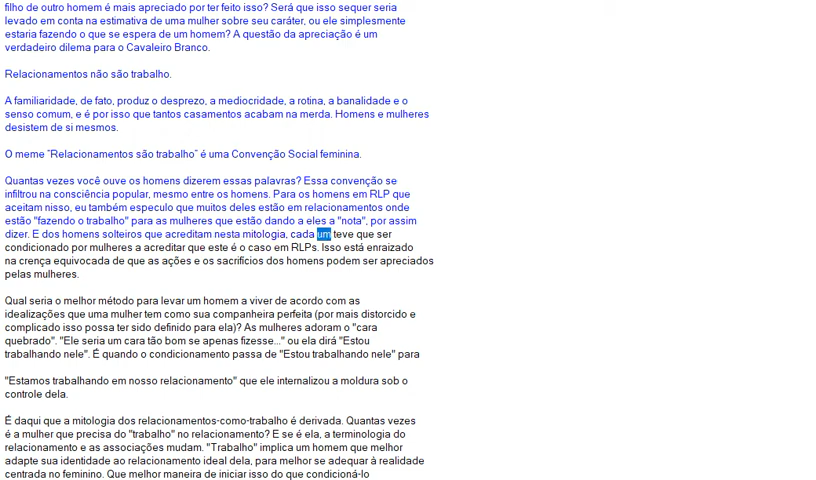 filho de outro homem é mais apreciado por ter feito isso? Será que isso sequer seria
levado em conta na estimativa de uma mulher sobre seu caráter, ou ele simplesmente
estaria fazendo o que se espera de um homem? A questão da apreciação é um
verdadeiro dilema para o Cavaleiro Branco.
Relacionamentos não são trabalho.
A familiaridade, de fato, produz o desprezo, a mediocridade, a rotina, a banalidade e o
senso comum, e é por isso que tantos casamentos acabam na merda. Homens e mulheres
desistem de si mesmos.
O meme "Relacionamentos são trabalho" é uma Convenção Social feminina.
Quantas vezes você ouve os homens dizerem essas palavras? Essa convenção se
infiltrou na consciência popular, mesmo entre os homens. Para os homens em RLP que
aceitam nisso, eu também especulo que muitos deles estão em relacionamentos onde
estão "fazendo o trabalho" para as mulheres que estão dando a eles a "nota", por assim
dizer. E dos homens solteiros que acreditam nesta mitologia, cada um teve que ser
condicionado por mulheres a acreditar que este é o caso em RLPs. Isso está enraizado
na crença equivocada de que as ações e os sacrifícios dos homens podem ser apreciados
pelas mulheres.
Qual seria o melhor método para levar um homem a viver de acordo com as
idealizações que uma mulher tem como sua companheira perfeita (por mais distorcido e
complicado isso possa ter sido definido para ela)? As mulheres adoram o "cara
quebrado". "Ele seria um cara tão bom se apenas fizesse..." ou ela dirá "Estou
trabalhando nele". É quando o condicionamento passa de "Estou trabalhando nele" para
"Estamos trabalhando em nosso relacionamento" que ele internalizou a moldura sob o
controle dela.
É daqui que a mitologia dos relacionamentos-como-trabalho é derivada. Quantas vezes
é a mulher que precisa do "trabalho" no relacionamento? E se é ela, a terminologia do
relacionamento e as associações mudam. "Trabalho" implica um homem que melhor
adapte sua identidade ao relacionamento ideal dela, para melhor se adequar à realidade
centrada no feminino. Que melhor maneira de iniciar isso do que condicioná-lo